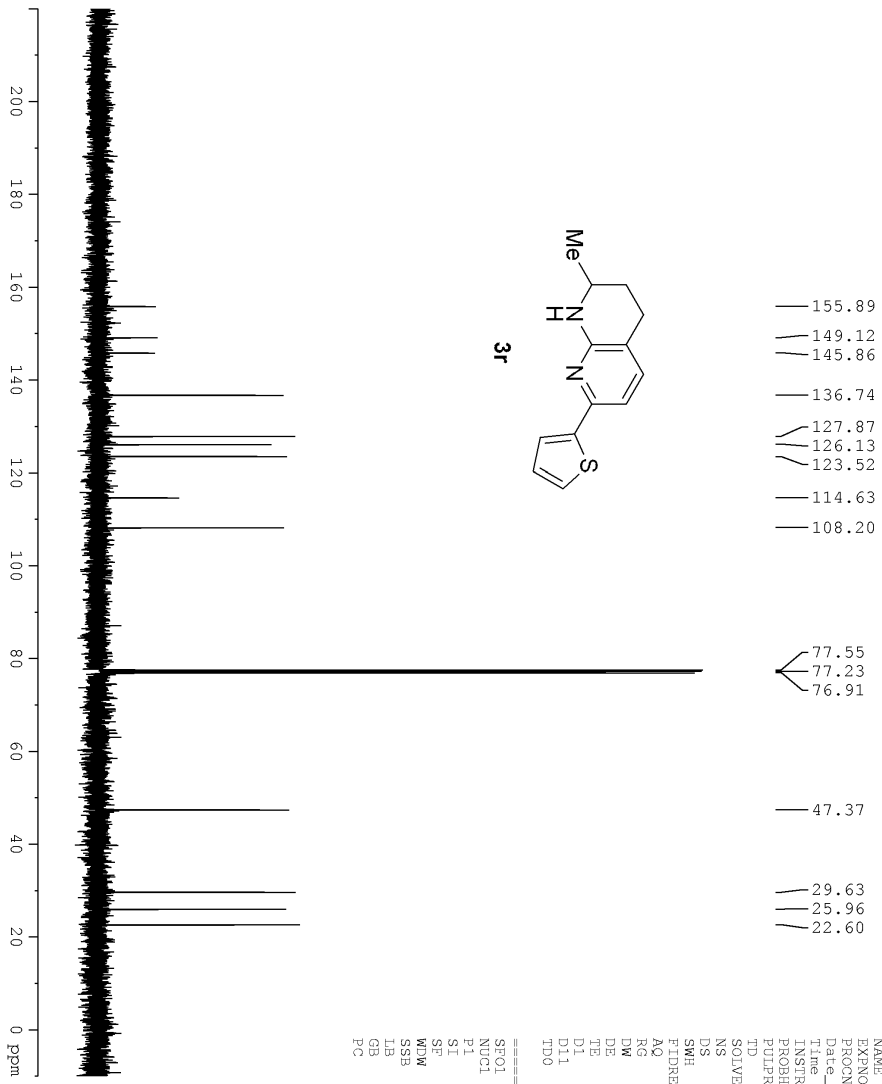 155.89
149.12
145.86
136.74
127.87
126.13
123.52
114.63
108.20
77.55
77.23
76.91
47.37
29.63
25.96
22.60
Me
N
H
N
S
3r
200
180
160
140
120
100
80
60
40
20
0
ppm
NAME
EXPNO
PROCN
Date_
Time
INSTR
PROBH
PULPR
TD
SOLVE
NS
DS
SWH
FIDRE
AQ
RG
DW
DE
TE
D1
D11
TD0
=====
SFO1
NUC1
P1
SI
SF
WDW
SSB
LB
GB
PC